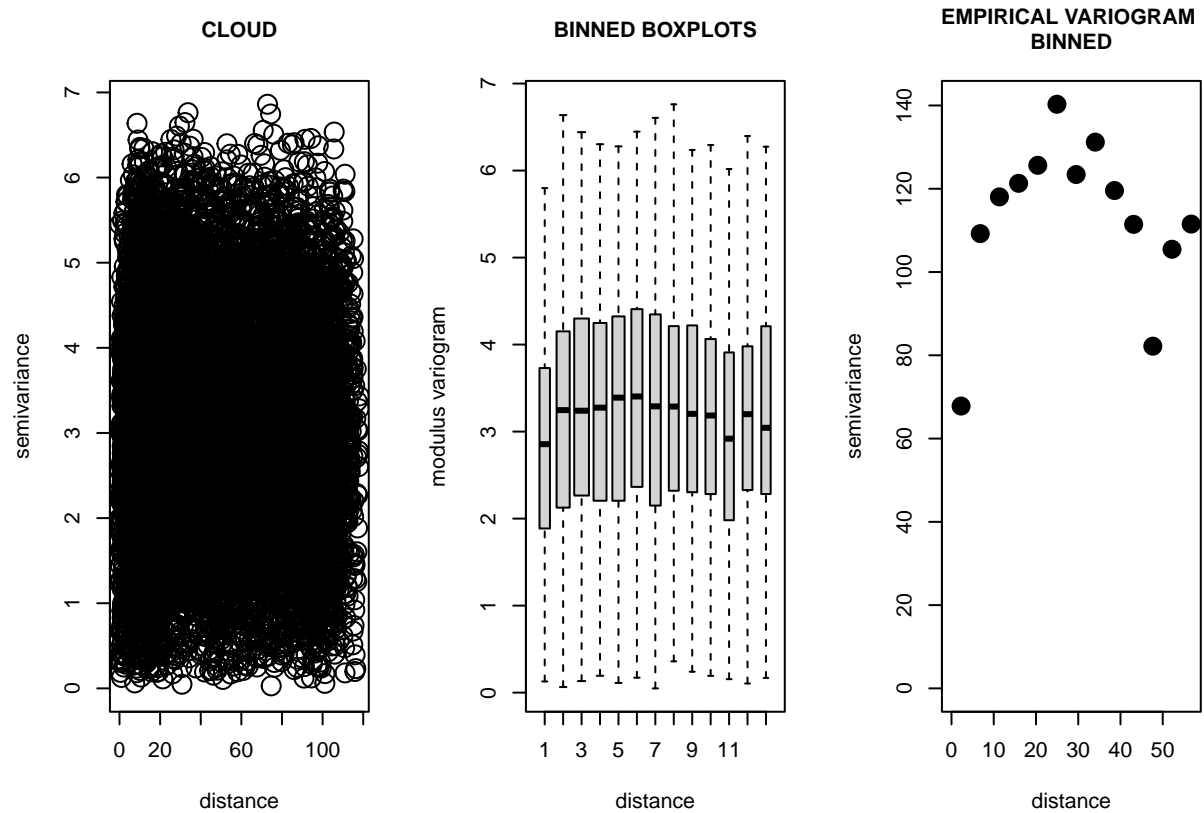 CLOUD
semivariance
0
1
2
3
4
5
6
7
0 20 60 100
distance
BINNED BOXPLOTS
modulus variogram
0
1
2
3
4
5
6
7
1 3 5 7 9 11
distance
EMPIRICAL VARIOGRAM
BINNED
semivariance
0
20
40
60
80
100
120
140
0 10 20 30 40 50
distance